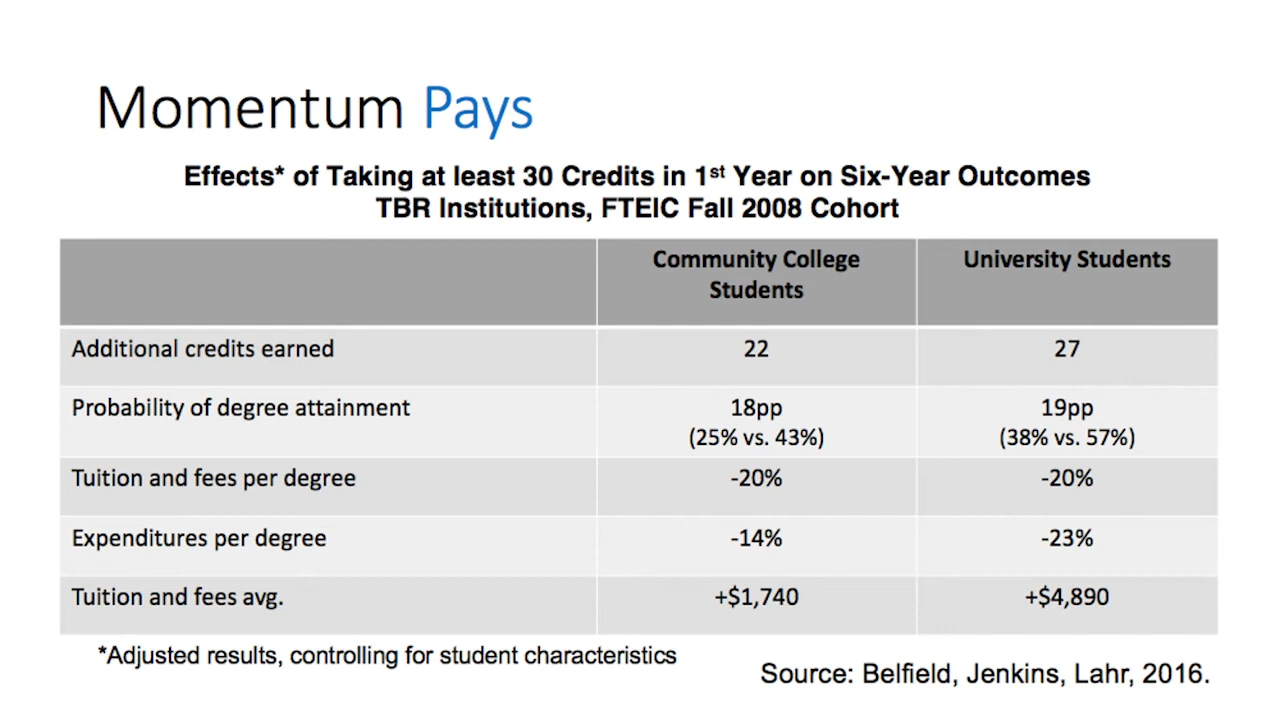 Momentum Pays
Effects* of Taking at least 30 Credits in 1st Year on Six-Year Outcomes
TBR Institutions, FTEIC Fall 2008 Cohort
Community College Students
University Students
Additional credits earned 22 27
Probability of degree attainment 18pp (25% vs. 43%) 19pp (38% vs. 57%)
Tuition and fees per degree -20% -20%
Expenditures per degree -14% -23%
Tuition and fees avg. +$1,740 +$4,890
*Adjusted results, controlling for student characteristics
Source: Belfield, Jenkins, Lahr, 2016.